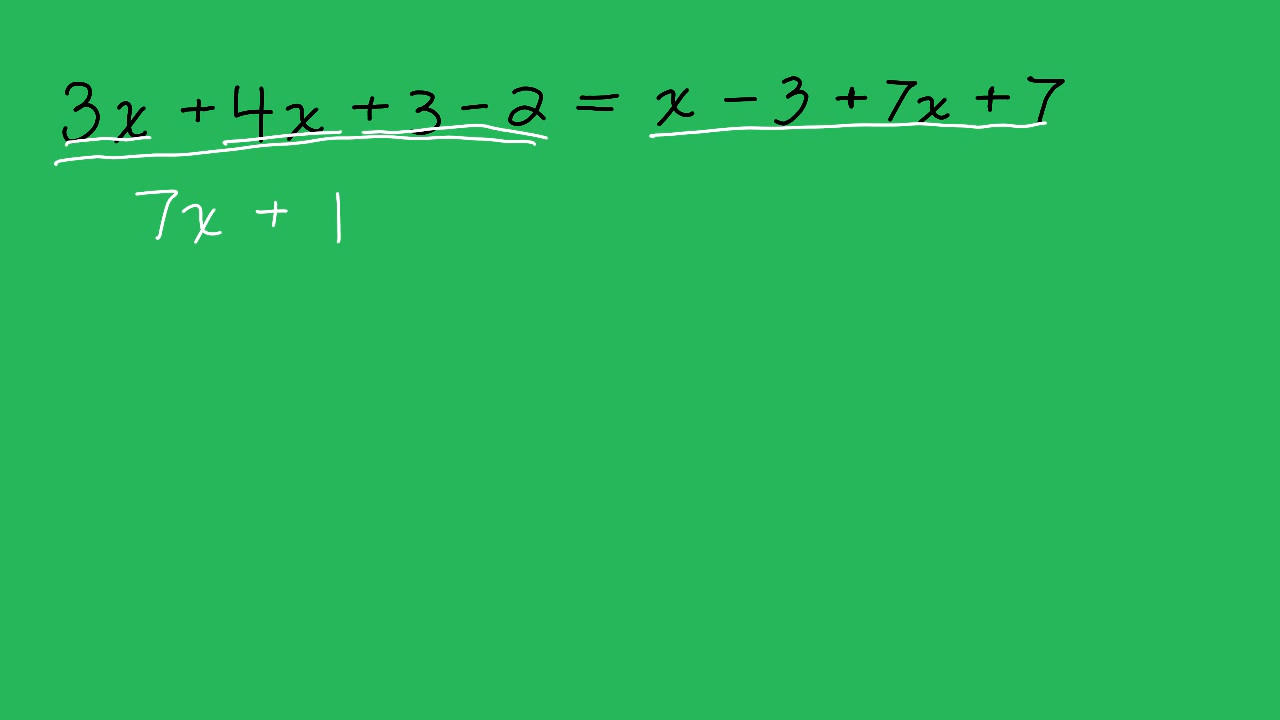 3x + 4x + 3 - 2 = x - 3 + 7x + 7
7x + 1